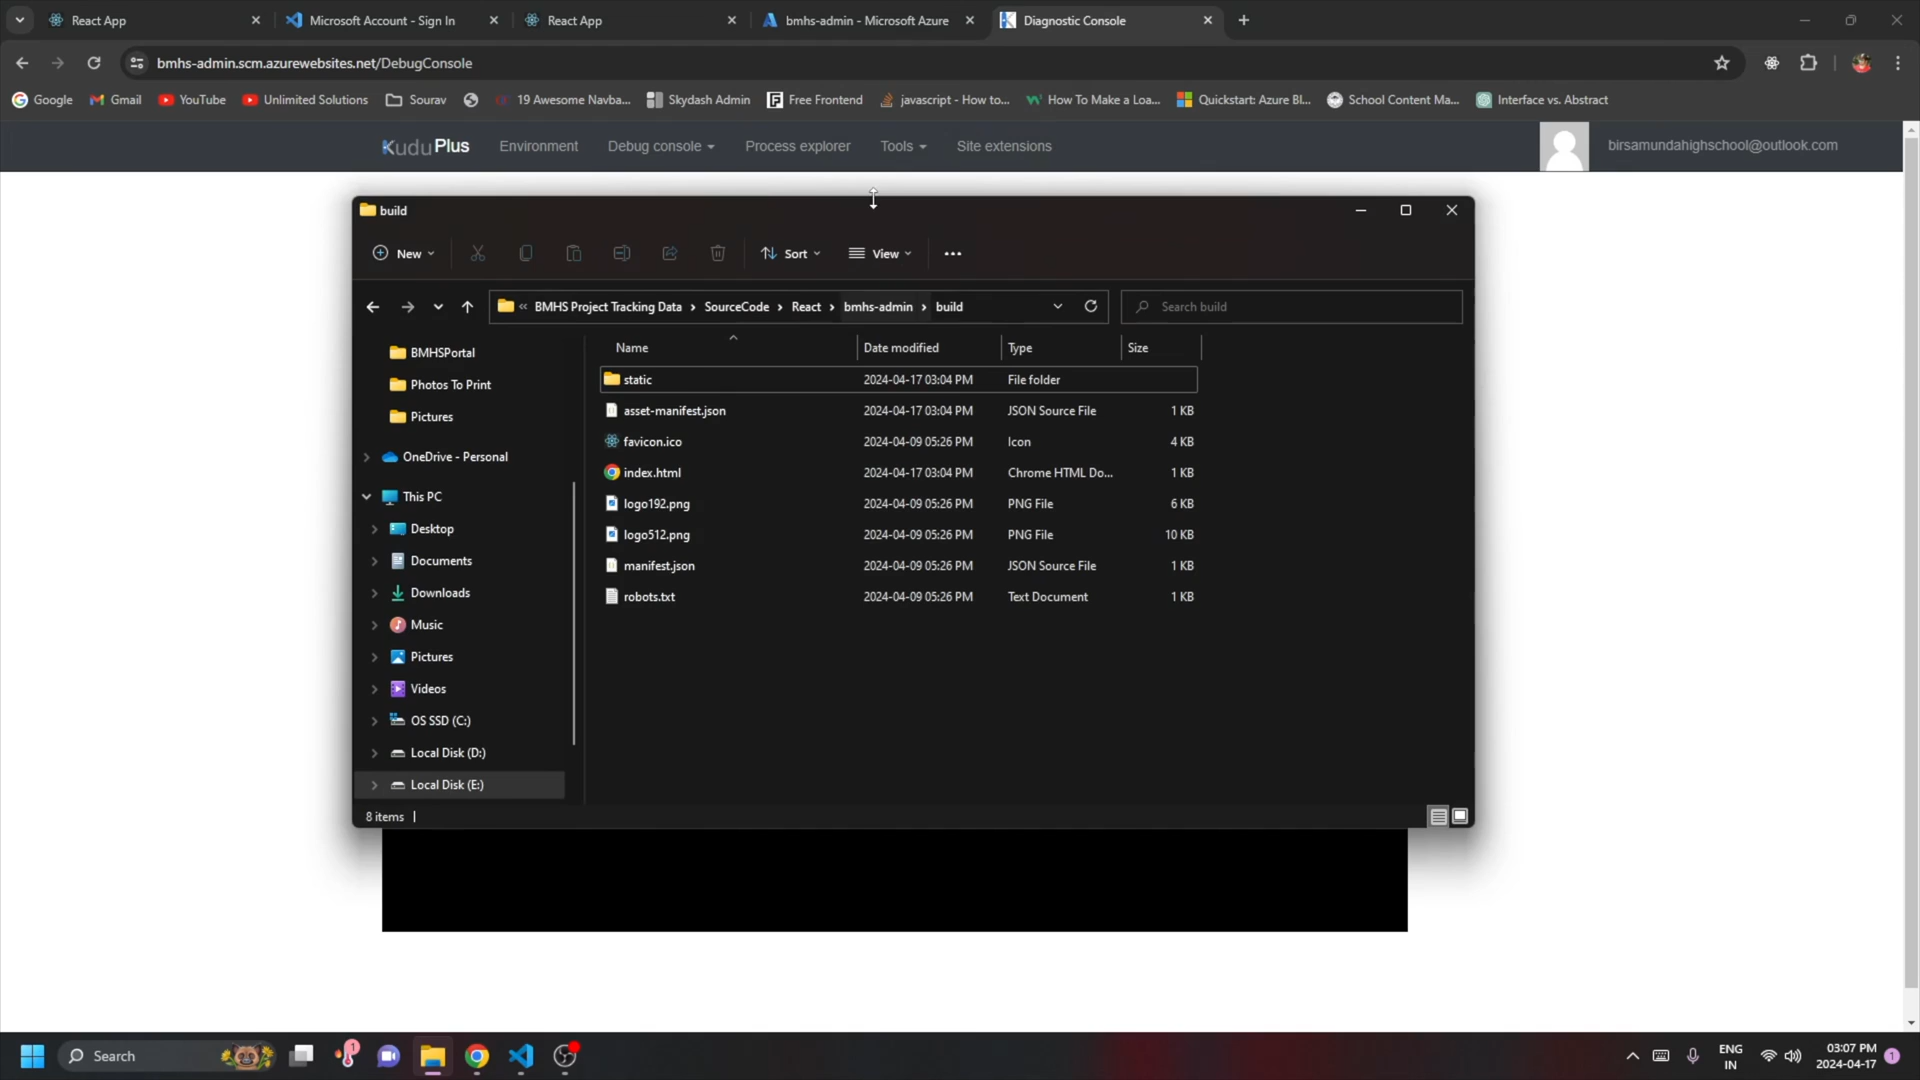 React App
Microsoft Account - Sign In
React App
bmhs-admin - Microsoft Azure
Diagnostic Console
bmhs-admin.scm.azurewebsites.net/DebugConsole
Google
Gmail
YouTube
Unlimited Solutions
Sourav
19 Awesome Navba...
Skydash Admin
Free Frontend
javascript - How to...
How To Make a Loa...
Quickstart: Azure Bl...
School Content Ma...
Interface vs. Abstract
KuduPlus
Environment
Debug console
Process explorer
Tools
Site extensions
birsamundahighschool@outlook.com
build
New
Sort
View
BMHS Project Tracking Data > SourceCode > React > bmhs-admin > build
Search build
BMHSPortal
Photos To Print
Pictures
OneDrive - Personal
This PC
Desktop
Documents
Downloads
Music
Pictures
Videos
OS SSD (C:)
Local Disk (D:)
Local Disk (E:)
Name Date modified Type Size
static 2024-04-17 03:04 PM File folder
asset-manifest.json 2024-04-17 03:04 PM JSON Source File 1 KB
favicon.ico 2024-04-09 05:26 PM Icon 4 KB
index.html 2024-04-17 03:04 PM Chrome HTML Do... 1 KB
logo192.png 2024-04-09 05:26 PM PNG File 6 KB
logo512.png 2024-04-09 05:26 PM PNG File 10 KB
manifest.json 2024-04-09 05:26 PM JSON Source File 1 KB
robots.txt 2024-04-09 05:26 PM Text Document 1 KB
8 items
Search
1
ENG
IN
03:07 PM
2024-04-17
1